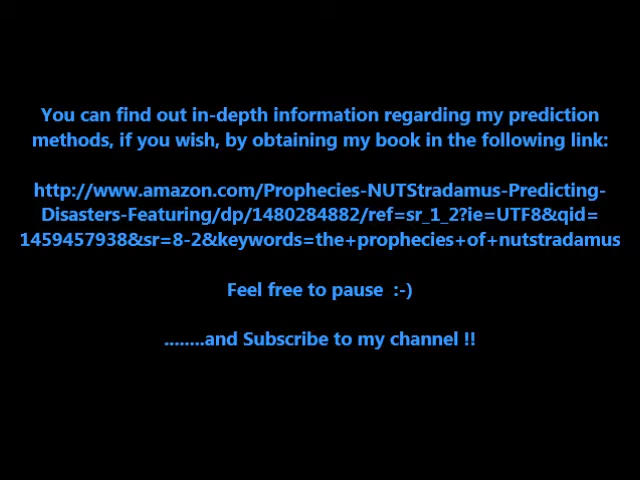 You can find out in-depth information regarding my prediction
methods, if you wish, by obtaining my book in the following link:
http://www.amazon.com/Prophecies-NUTStradamus-Predicting-
Disasters-Featuring/dp/1480284882/ref=sr_1_2?ie=UTF8&qid=
1459457938&sr=8-2&keywords=the+prophecies+of+nutstradamus
Feel free to pause  :-)
........and Subscribe to my channel !!